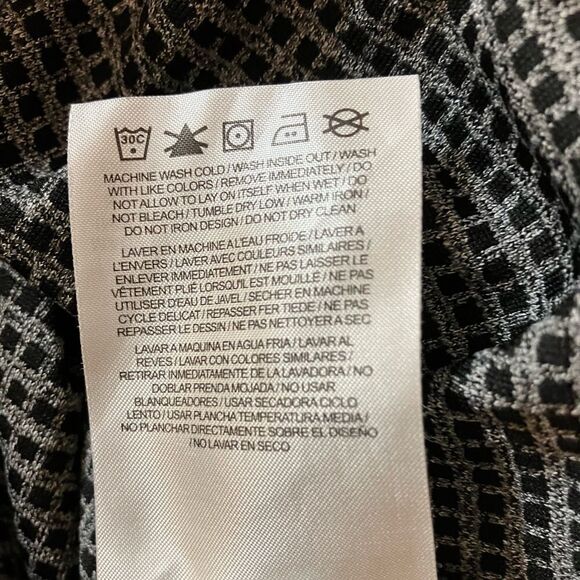 30C
MACHINE WASH COLD / WASH INSIDE OUT / WASH
WITH LIKE COLORS / REMOVE IMMEDIATELY / DO
NOT ALLOW TO LAY ON ITSELF WHEN WET / DO
NOT BLEACH / TUMBLE DRY LOW / WARM IRON /
DO NOT IRON DESIGN / DO NOT DRY CLEAN
LAVER EN MACHINE A L'EAU FROIDE / LAVER A
L'ENVERS / LAVER AVEC COULEURS SIMILAIRES /
ENLEVER IMMEDIATEMENT / NE PAS LAISSER LE
VÊTEMENT PLIÉ LORSQU'IL EST MOUILLÉ / NE PAS
UTILISER D'EAU DE JAVEL / SECHER EN MACHINE
CYCLE DELICAT / REPASSER FER TIEDE / NE PAS
REPASSER LE DESSIN / NE PAS NETTOYER A SEC
LAVAR A MAQUINA EN AGUA FRIA / LAVAR AL
REVES / LAVAR CON COLORES SIMILARES /
RETIRAR INMEDIATAMENTE DE LA LAVADORA / NO
DOBLAR PRENDA MOJADA / NO USAR
BLANQUEADORES / USAR SECADORA CICLO
LENTO / USAR PLANCHA TEMPERATURA MEDIA /
NO PLANCHAR DIRECTAMENTE SOBRE EL DISEÑO
/ NO LAVAR EN SECO